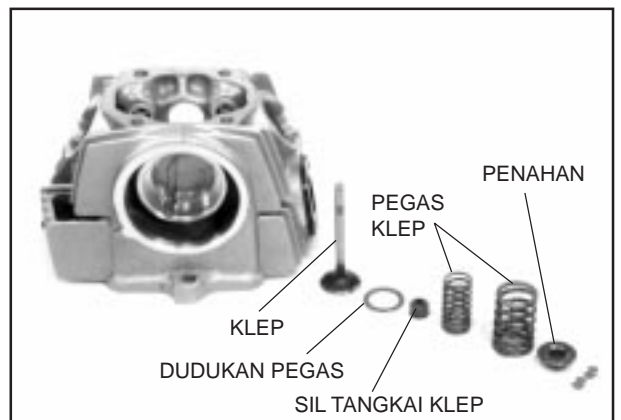 PENAHAN
PEGAS
KLEP
KLEP
DUDUKAN PEGAS
SIL TANGKAI KLEP